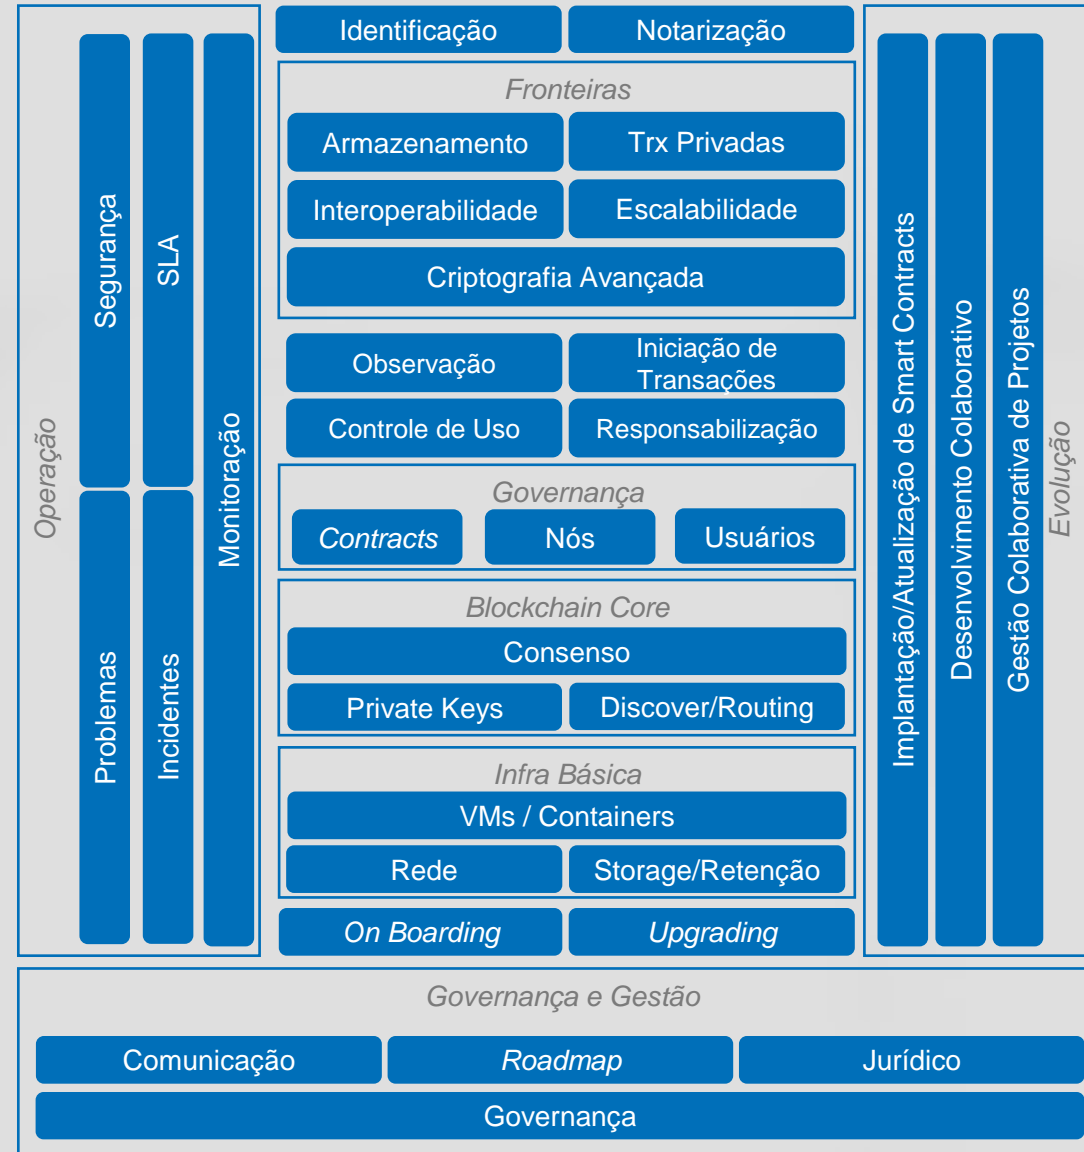 Operação
Segurança
SLA
Monitoração
Problemas
Incidentes
Identificação
Notarização
Fronteiras
Armazenamento
Trx Privadas
Interoperabilidade
Escalabilidade
Criptografia Avançada
Observação
Iniciação de
Transações
Controle de Uso
Responsabilização
Governança
Contracts
Nós
Usuários
Blockchain Core
Consenso
Private Keys
Discover/Routing
Infra Básica
VMs / Containers
Rede
Storage/Retenção
On Boarding
Upgrading
Implantação/Atualização de Smart Contracts
Desenvolvimento Colaborativo
Gestão Colaborativa de Projetos
Evolução
Governança e Gestão
Comunicação
Roadmap
Jurídico
Governança